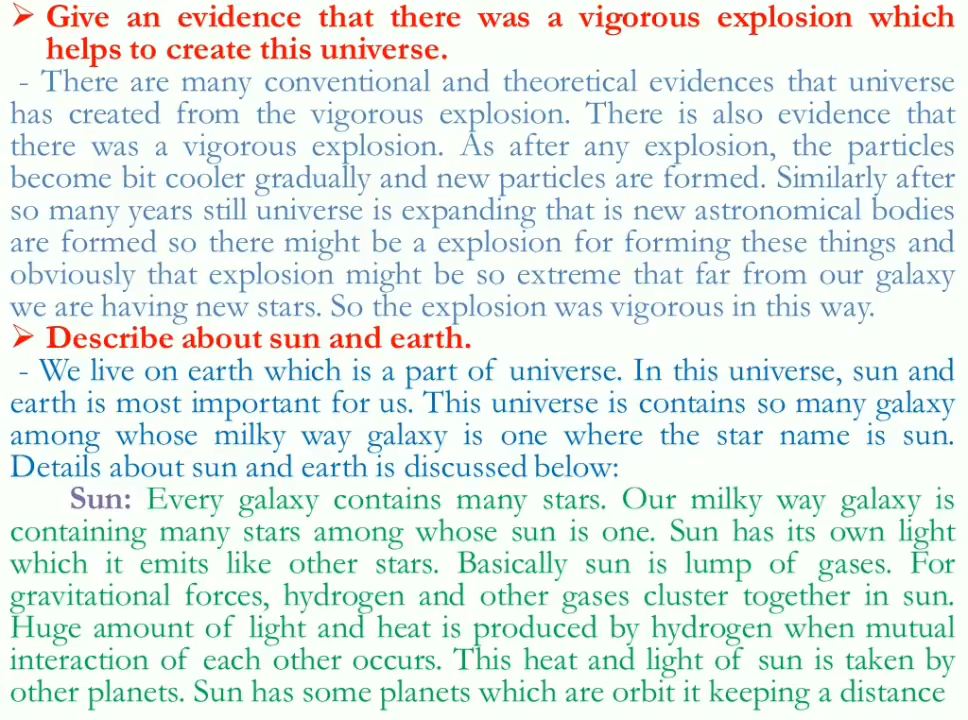 ➢ Give an evidence that there was a vigorous explosion which
helps to create this universe.
- There are many conventional and theoretical evidences that universe
has created from the vigorous explosion. There is also evidence that
there was a vigorous explosion. As after any explosion, the particles
become bit cooler gradually and new particles are formed. Similarly after
so many years still universe is expanding that is new astronomical bodies
are formed so there might be a explosion for forming these things and
obviously that explosion might be so extreme that far from our galaxy
we are having new stars. So the explosion was vigorous in this way.
➢ Describe about sun and earth.
- We live on earth which is a part of universe. In this universe, sun and
earth is most important for us. This universe is contains so many galaxy
among whose milky way galaxy is one where the star name is sun.
Details about sun and earth is discussed below:
Sun: Every galaxy contains many stars. Our milky way galaxy is
containing many stars among whose sun is one. Sun has its own light
which it emits like other stars. Basically sun is lump of gases. For
gravitational forces, hydrogen and other gases cluster together in sun.
Huge amount of light and heat is produced by hydrogen when mutual
interaction of each other occurs. This heat and light of sun is taken by
other planets. Sun has some planets which are orbit it keeping a distance